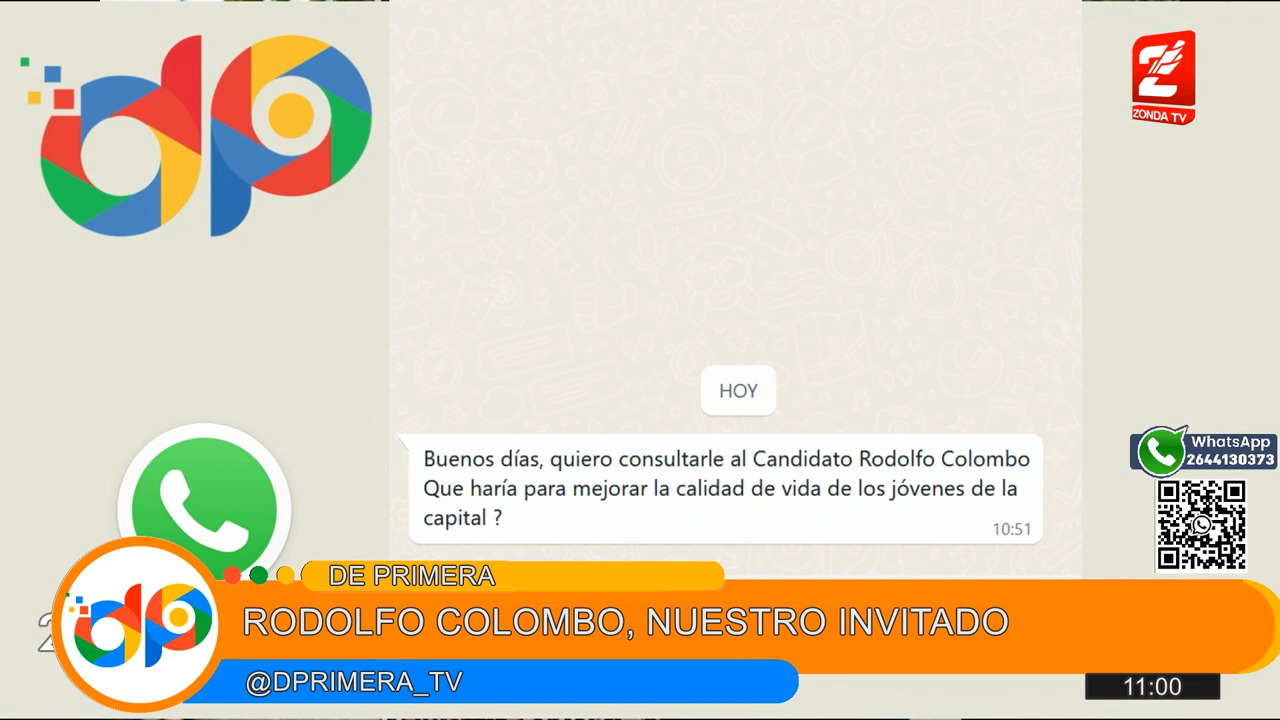 dp
Z
ZONDA TV
HOY
Buenos días, quiero consultarle al Candidato Rodolfo Colombo
Que haría para mejorar la calidad de vida de los jóvenes de la
capital ?
10:51
WhatsApp
2644130373
DE PRIMERA
dp
RODOLFO COLOMBO, NUESTRO INVITADO
@DPRIMERA_TV
11:00